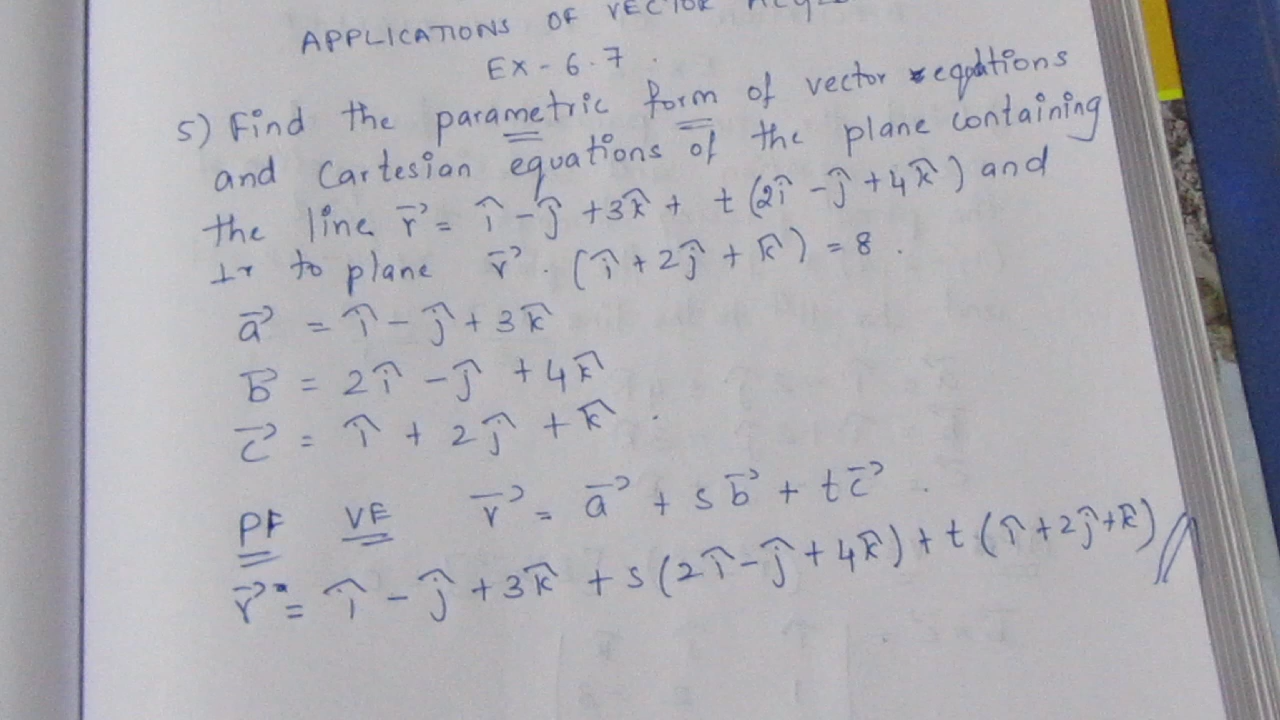 APPLICATIONS OF VECTOR
EX - 6.7
5) Find the parametric form of vector equations
and Cartesian equations of the plane containing
the line r⃗ = î - ĵ + 3k̂ + t (2î - ĵ + 4k̂) and
⊥r to plane r⃗ . (î + 2ĵ + k̂) = 8 .
a⃗ = î - ĵ + 3k̂
b⃗ = 2î - ĵ + 4k̂
c⃗ = î + 2ĵ + k̂ .
PF VE r⃗ = a⃗ + s b⃗ + t c⃗ .
r⃗ = î - ĵ + 3k̂ + s (2î - ĵ + 4k̂) + t (î + 2ĵ + k̂) //